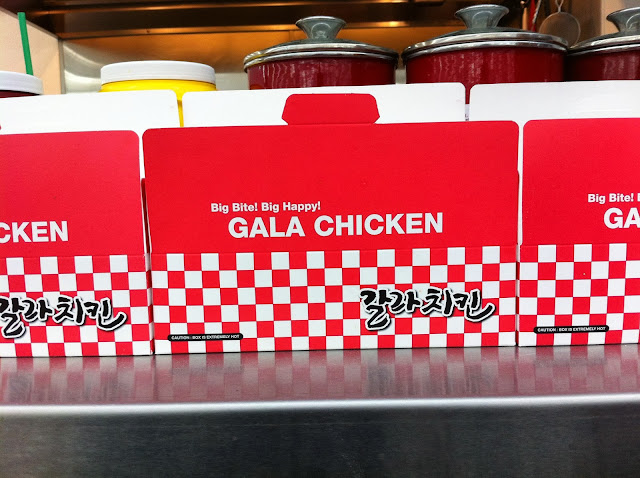 CKEN
갈라치킨
Big Bite! Big Happy!
GALA CHICKEN
갈라치킨
CAUTION : BOX IS EXTREMELY HOT
Big Bite!
GA
CAUTION : BOX IS EXTREMELY HOT